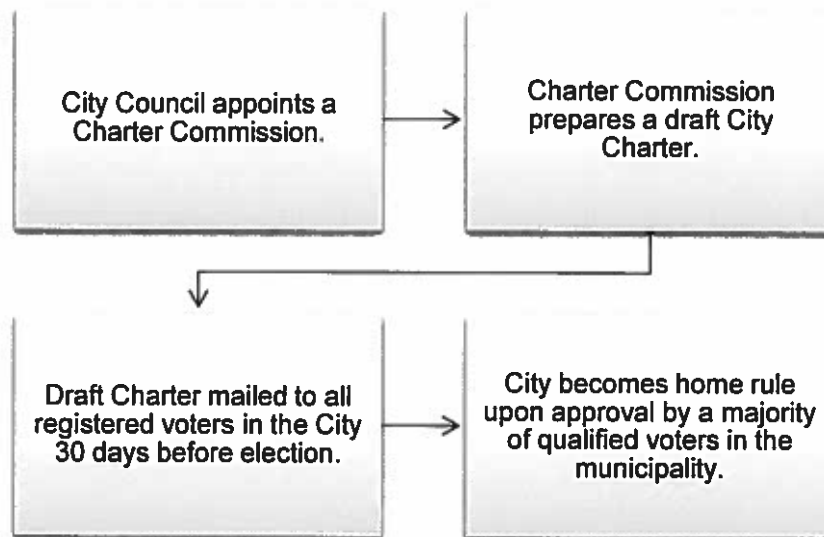 City Council appoints a
Charter Commission.
Charter Commission
prepares a draft City
Charter.
Draft Charter mailed to all
registered voters in the City
30 days before election.
City becomes home rule
upon approval by a majority
of qualified voters in the
municipality.